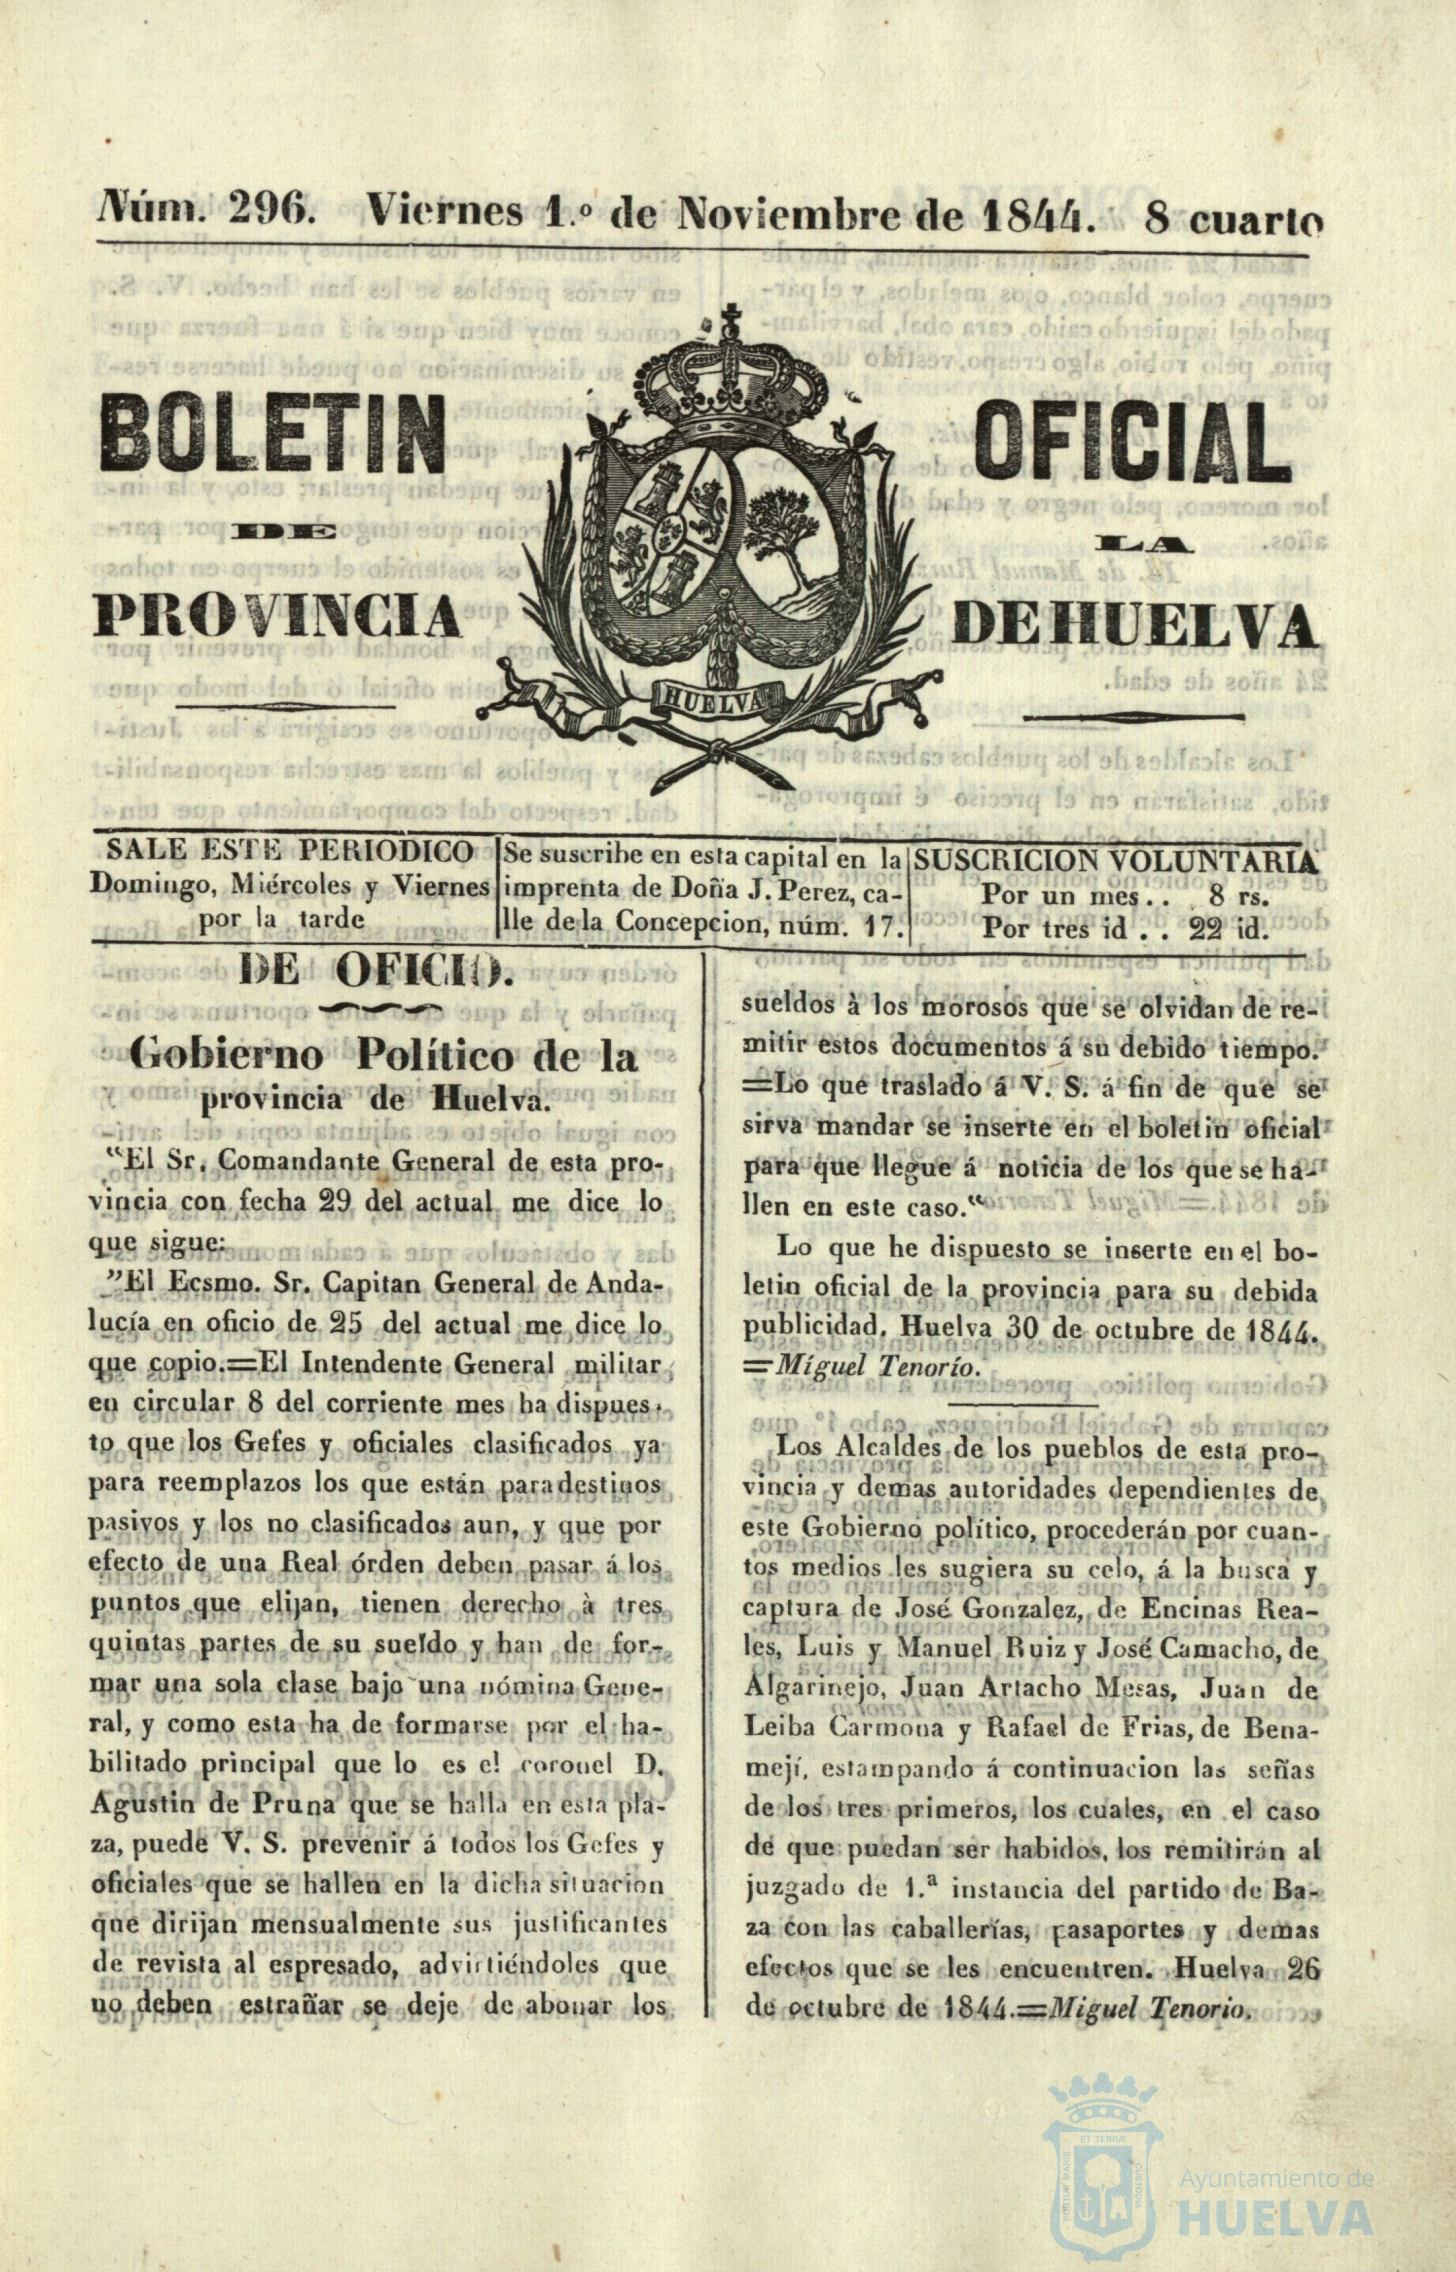 Núm. 296. Viernes 1.º de Noviembre de 1844. 8 cuarto
BOLETIN OFICIAL
DE LA
PROVINCIA DE HUELVA
HUELVA
SALE ESTE PERIODICO
Domingo, Miércoles y Viernes
por la tarde
Se suscribe en esta capital en la
imprenta de Doña J. Perez, ca-
lle de la Concepcion, núm. 17.
SUSCRICION VOLUNTARIA
Por un mes.. 8 rs.
Por tres id . . 22 id.
DE OFICIO.
Gobierno Político de la
provincia de Huelva.
"El Sr. Comandante General de esta pro-
vincia con fecha 29 del actual me dice lo
que sigue:
"El Ecsmo. Sr. Capitan General de Anda-
lucía en oficio de 25 del actual me dice lo
que copio.=El Intendente General militar
en circular 8 del corriente mes ha dispues-
to que los Gefes y oficiales clasificados ya
para reemplazos los que están para destinos
pasivos y los no clasificados aun, y que por
efecto de una Real órden deben pasar á los
puntos que elijan, tienen derecho à tres
quintas partes de su sueldo y han de for-
mar una sola clase bajo una nómina Gene-
ral, y como esta ha de formarse por el ha-
bilitado principal que lo es el coronel D.
Agustin de Pruna que se halla en esta pla-
za, puede V. S. prevenir á todos los Gefes y
oficiales que se hallen en la dicha situacion
que dirijan mensualmente sus justificantes
de revista al espresado, advirtiéndoles que
no deben estrañar se deje de abonar los
sueldos à los morosos que se olvidan de re-
mitir estos documentos á su debido tiempo.
=Lo que traslado á V. S. á fin de que se
sirva mandar se inserte en el boletin oficial
para que llegue á noticia de los que se ha-
llen en este caso."
Lo que he dispuesto se inserte en el bo-
letin oficial de la provincia para su debida
publicidad. Huelva 30 de octubre de 1844.
=Miguel Tenorío.
Los Alcaldes de los pueblos de esta pro-
vincia y demas autoridades dependientes de
este Gobierno político, procederán por cuan-
tos medios les sugiera su celo, á la busca y
captura de José Gonzalez, de Encinas Rea-
les, Luis y Manuel Ruiz y José Camacho, de
Algarinejo, Juan Artacho Mesas, Juan de
Leiba Carmona y Rafael de Frias, de Bena-
mejí, estampando á continuacion las señas
de los tres primeros, los cuales, en el caso
de que puedan ser habidos, los remitirán al
juzgado de 1.ª instancia del partido de Ba-
za con las caballerías, pasaportes y demas
efectos que se les encuentren. Huelva 26
de octubre de 1844.=Miguel Tenorio.
ET TERRÆ
PORTUS MARIS
CUSTODIA
Ayuntamiento de
HUELVA